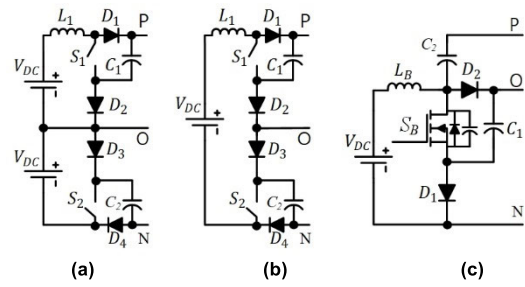 L1 D1 P
S1 C1
VDC + -
D2
O
D3
VDC + -
S2 C2
D4 N
(a)
L1 D1 P
S1 C1
VDC + -
D2
O
D3
S2 C2
D4 N
(b)
P
C2
LB D2 O
SB C1
VDC + -
D1
N
(c)